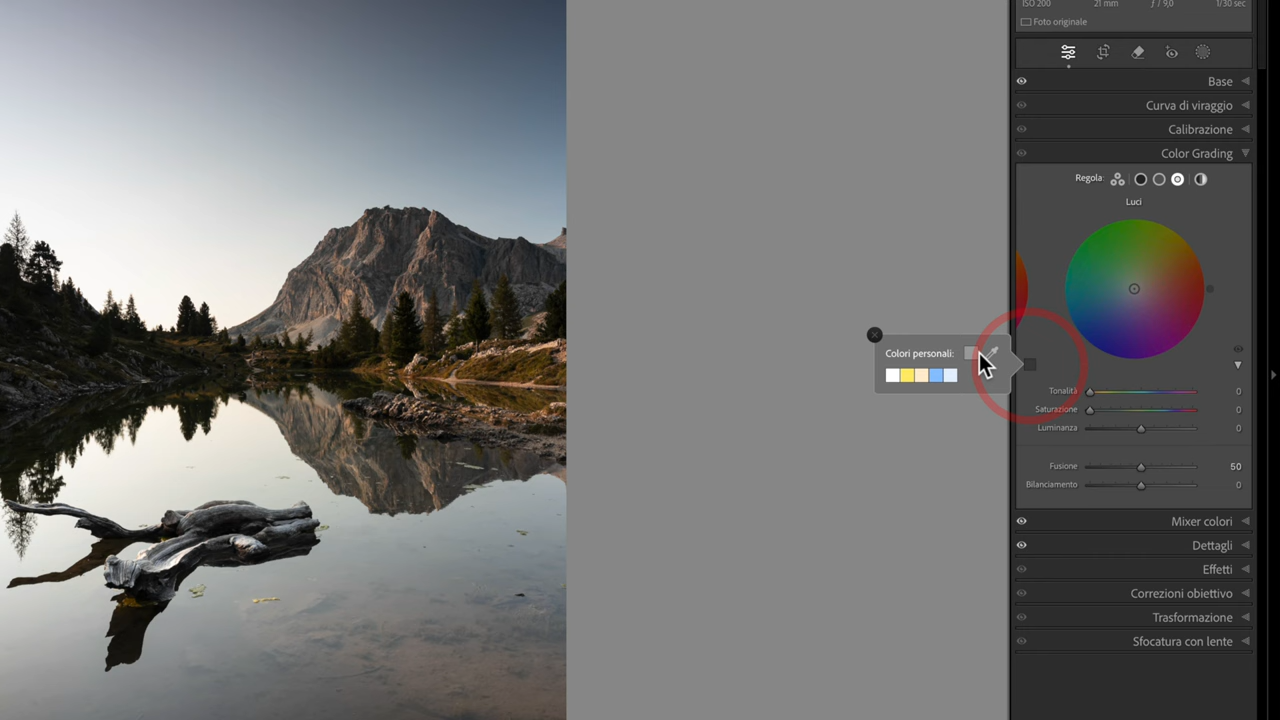 ISO 200 21 mm ƒ / 9,0 1/30 sec
Foto originale
Base
Curva di viraggio
Calibrazione
Color Grading
Regola:
Luci
Colori personali:
Tonalità 0
Saturazione 0
Luminanza 0
Fusione 50
Bilanciamento 0
Mixer colori
Dettagli
Effetti
Correzioni obiettivo
Trasformazione
Sfocatura con lente